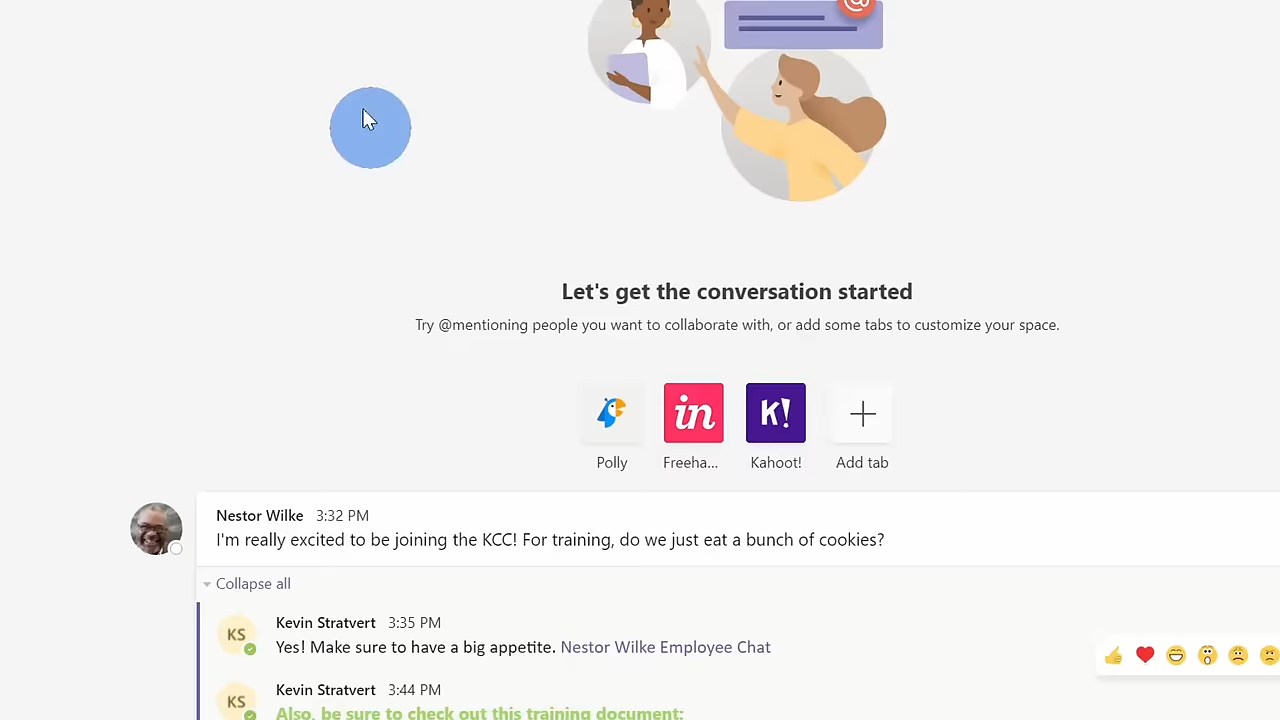 @
Let's get the conversation started
Try @mentioning people you want to collaborate with, or add some tabs to customize your space.
in
K!
Polly
Freeha...
Kahoot!
Add tab
Nestor Wilke 3:32 PM
I'm really excited to be joining the KCC! For training, do we just eat a bunch of cookies?
Collapse all
KS
Kevin Stratvert 3:35 PM
Yes! Make sure to have a big appetite. Nestor Wilke Employee Chat
KS
Kevin Stratvert 3:44 PM
Also, be sure to check out this training document: